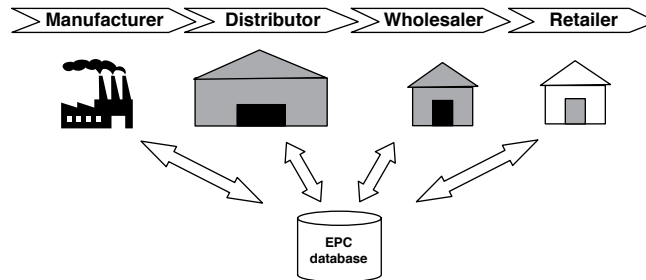 Manufacturer
Distributor
Wholesaler
Retailer
EPC
database